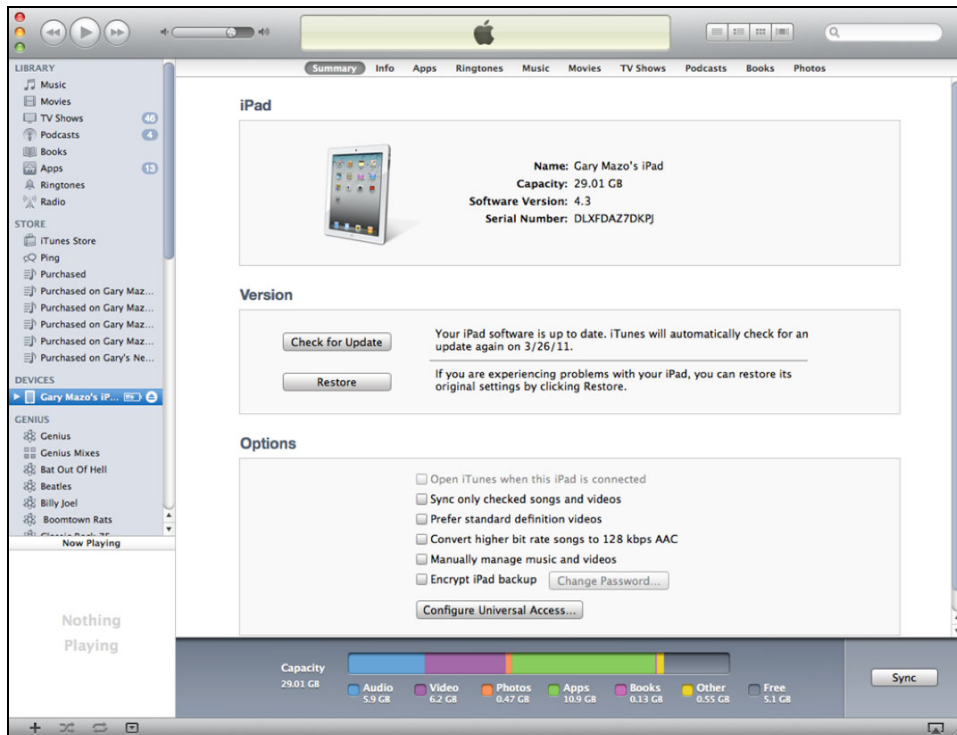 Summary Info Apps Ringtones Music Movies TV Shows Podcasts Books Photos
LIBRARY
Music
Movies
TV Shows 46
Podcasts 4
Books
Apps 13
Ringtones
Radio
STORE
iTunes Store
Ping
Purchased
Purchased on Gary Maz...
Purchased on Gary Maz...
Purchased on Gary Maz...
Purchased on Gary Maz...
Purchased on Gary's Ne...
DEVICES
Gary Mazo's iP...
GENIUS
Genius
Genius Mixes
Bat Out Of Hell
Beatles
Billy Joel
Boomtown Rats
Now Playing
Nothing
Playing
iPad
Name: Gary Mazo's iPad
Capacity: 29.01 GB
Software Version: 4.3
Serial Number: DLXFDAZ7DKPJ
Version
Check for Update
Your iPad software is up to date. iTunes will automatically check for an
update again on 3/26/11.
Restore
If you are experiencing problems with your iPad, you can restore its
original settings by clicking Restore.
Options
Open iTunes when this iPad is connected
Sync only checked songs and videos
Prefer standard definition videos
Convert higher bit rate songs to 128 kbps AAC
Manually manage music and videos
Encrypt iPad backup Change Password...
Configure Universal Access...
Capacity
29.01 GB
Audio Video Photos Apps Books Other Free
5.9 GB 6.2 GB 0.47 GB 10.9 GB 0.13 GB 0.55 GB 5.1 GB
Sync